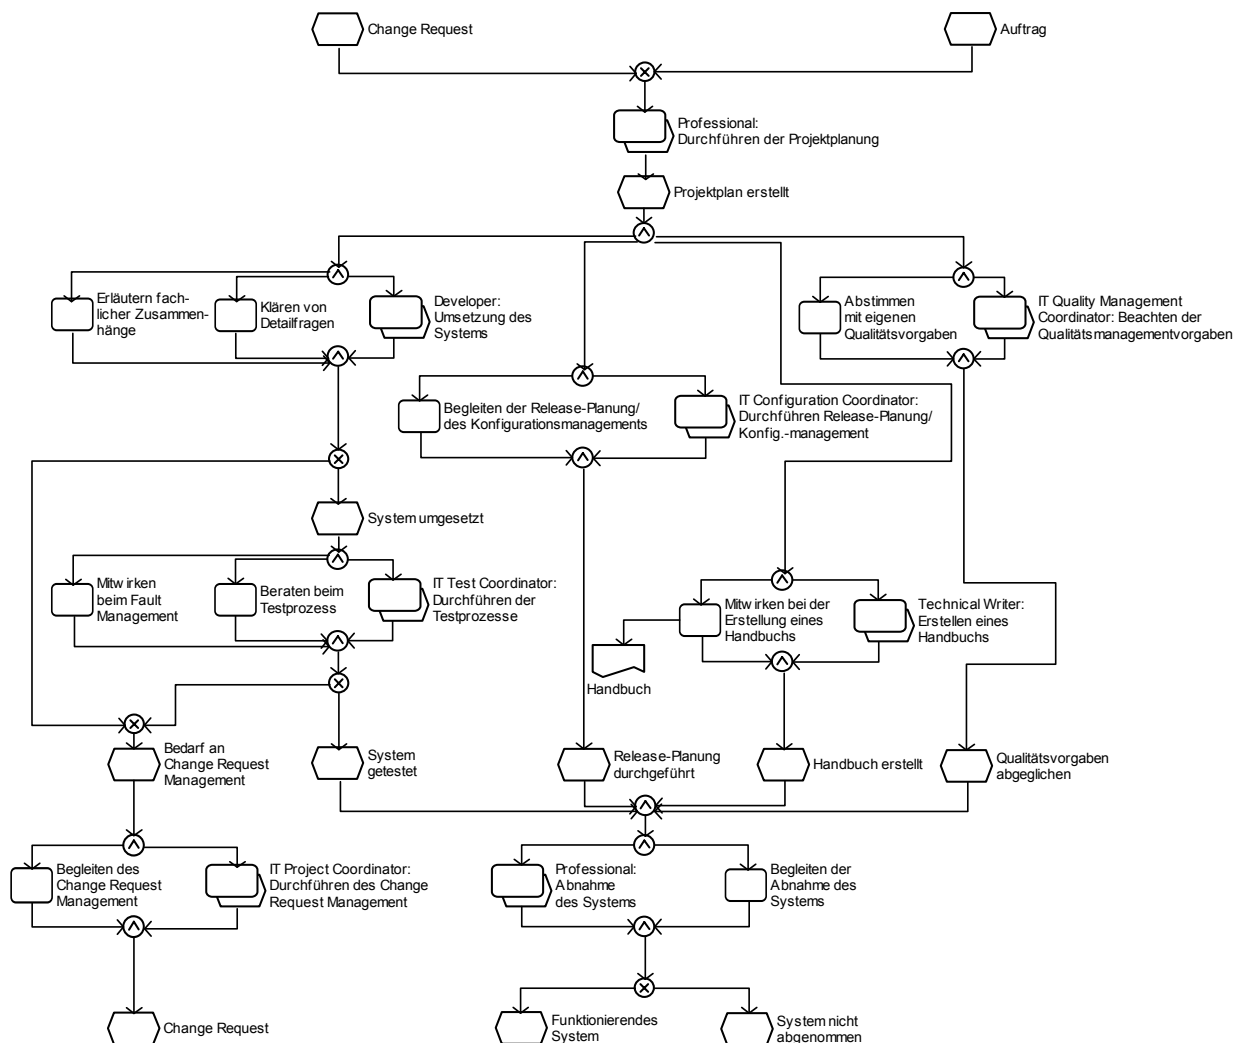 Change Request
Auftrag
Professional:
Durchführen der Projektplanung
Projektplan erstellt
Erläutern fach-
licher Zusammen-
hänge
Klären von
Detailfragen
Developer:
Umsetzung des
Systems
Abstimmen
mit eigenen
Qualitätsvorgaben
IT Quality Management
Coordinator: Beachten der
Qualitätsmanagementvorgaben
Begleiten der Release-Planung/
des Konfigurationsmanagements
IT Configuration Coordinator:
Durchführen Release-Planung/
Konfig.-management
System umgesetzt
Mitwirken
beim Fault
Management
Beraten beim
Testprozess
IT Test Coordinator:
Durchführen der
Testprozesse
Mitwirken bei der
Erstellung eines
Handbuchs
Technical Writer:
Erstellen eines
Handbuchs
Handbuch
Bedarf an
Change Request
Management
System
getestet
Release-Planung
durchgeführt
Handbuch erstellt
Qualitätsvorgaben
abgeglichen
Begleiten des
Change Request
Management
IT Project Coordinator:
Durchführen des Change
Request Management
Professional:
Abnahme
des Systems
Begleiten der
Abnahme des
Systems
Change Request
Funktionierendes
System
System nicht
abgenommen